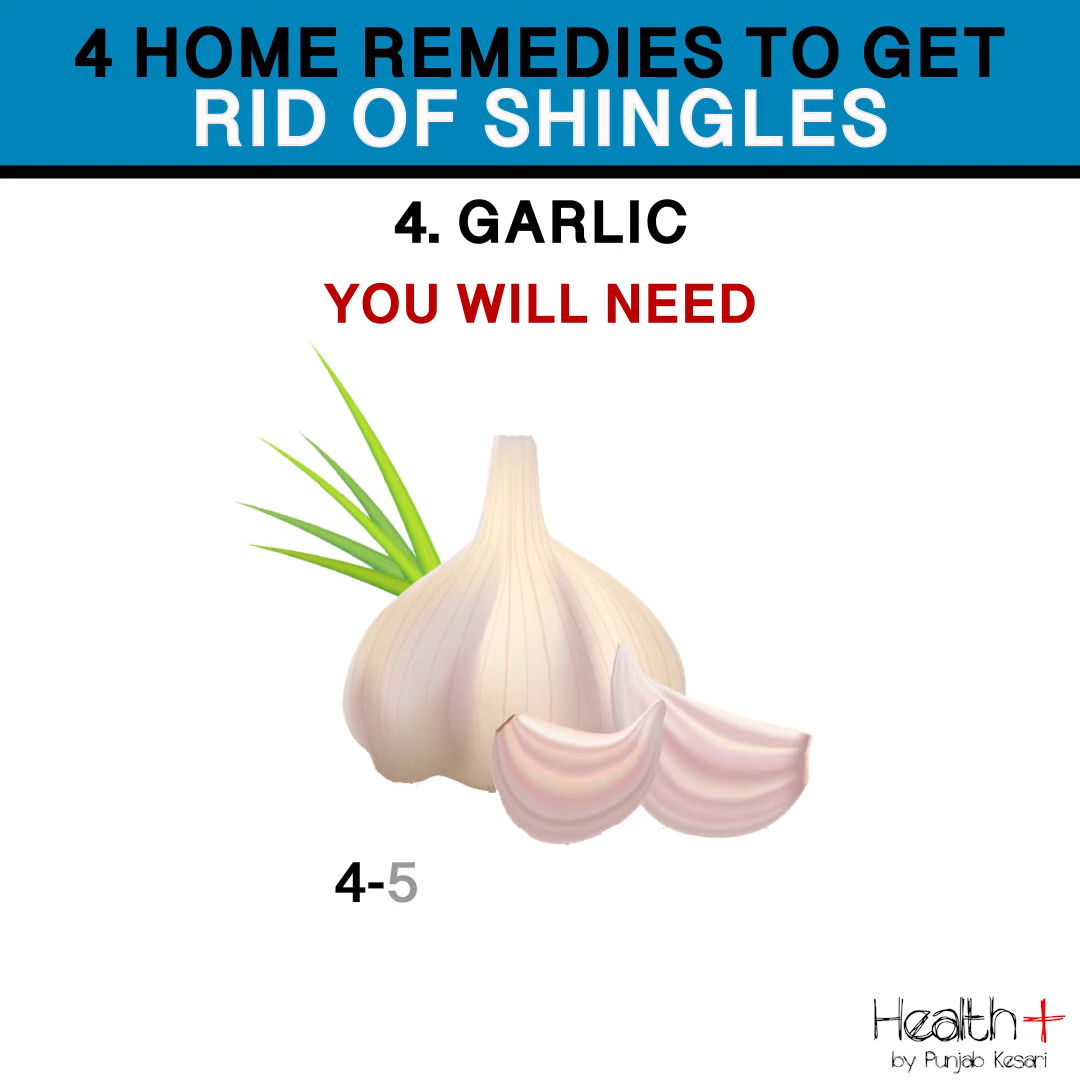 4 HOME REMEDIES TO GET
RID OF SHINGLES
4. GARLIC
YOU WILL NEED
4-5
Health+
by Punjab Kesari